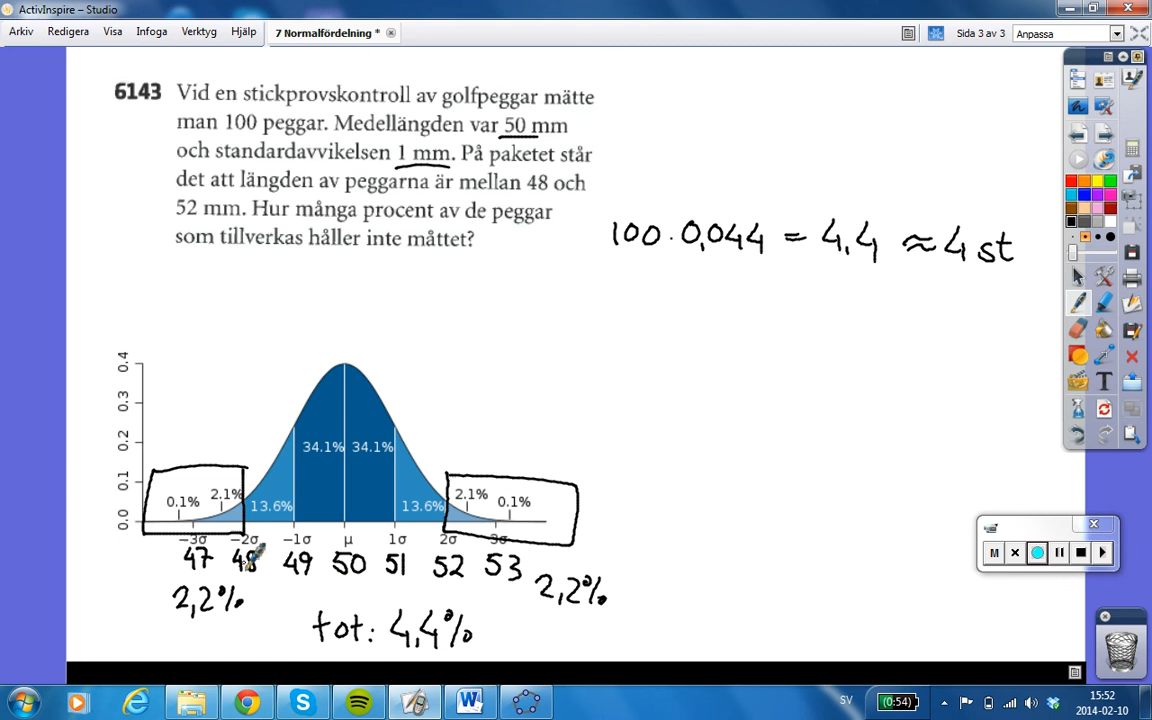 ActivInspire – Studio
Arkiv Redigera Visa Infoga Verktyg Hjälp 7 Normalfördelning * Sida 3 av 3 Anpassa
6143 Vid en stickprovskontroll av golfpeggar mätte
man 100 peggar. Medellängden var 50 mm
och standardavvikelsen 1 mm. På paketet står
det att längden av peggarna är mellan 48 och
52 mm. Hur många procent av de peggar
som tillverkas håller inte måttet?
100 · 0,044 = 4,4 ≈ 4 st
0.4
0.3
0.2
0.1
0.0
34.1% 34.1%
0.1% 2.1% 13.6% 13.6% 2.1% 0.1%
−3σ −2σ −1σ μ 1σ 2σ 3σ
47 48 49 50 51 52 53
2,2% 2,2%
tot: 4,4%
M
SV (0:54) 15:52
2014-02-10